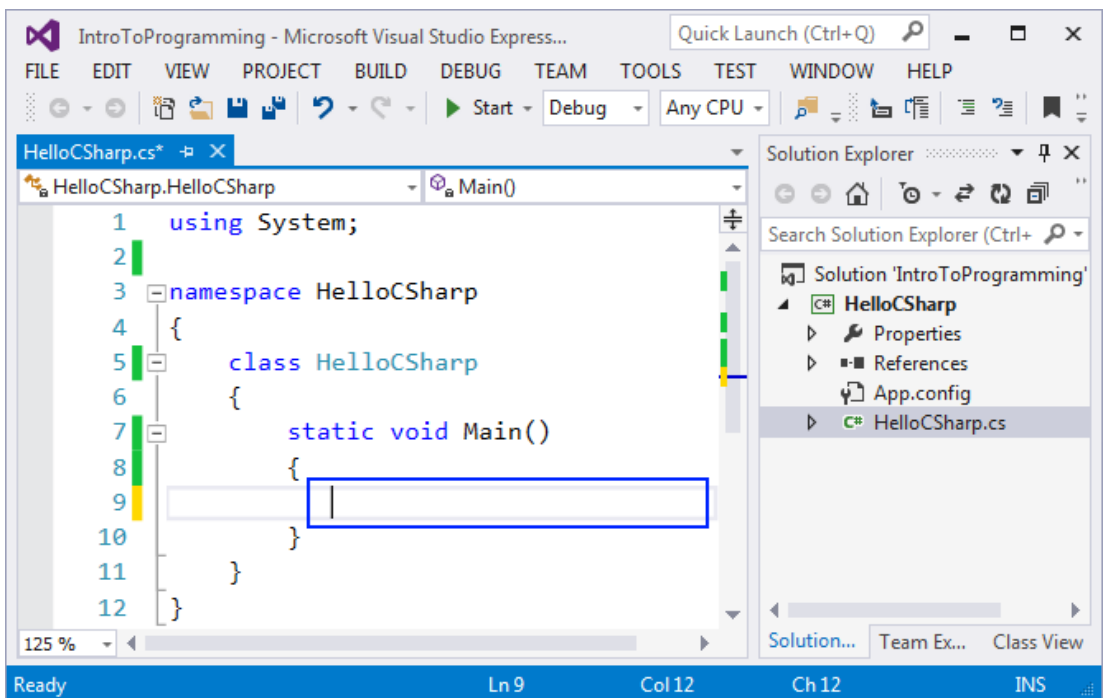 IntroToProgramming - Microsoft Visual Studio Express...
Quick Launch (Ctrl+Q)
FILE EDIT VIEW PROJECT BUILD DEBUG TEAM TOOLS TEST WINDOW HELP
Start Debug Any CPU
HelloCSharp.cs*
HelloCSharp.HelloCSharp
Main()
1 using System;
2
3 namespace HelloCSharp
4 {
5 class HelloCSharp
6 {
7 static void Main()
8 {
9
10 }
11 }
12 }
125 %
Solution Explorer
Search Solution Explorer (Ctrl+
Solution 'IntroToProgramming'
C# HelloCSharp
Properties
References
App.config
C# HelloCSharp.cs
Solution... Team Ex... Class View
Ready Ln 9 Col 12 Ch 12 INS